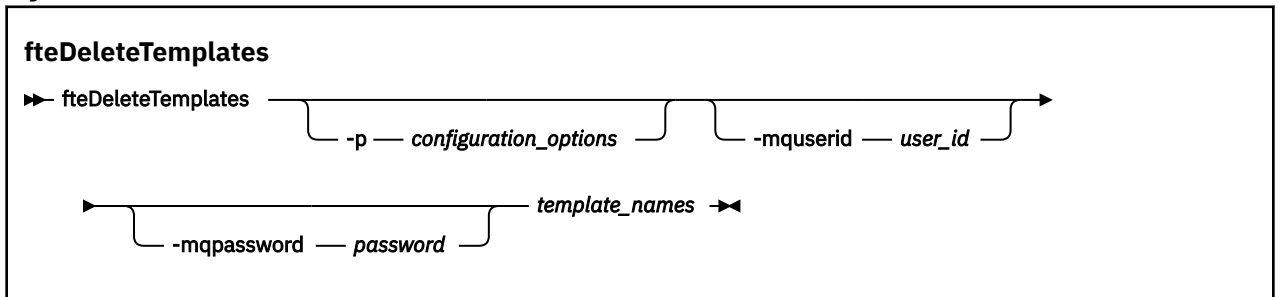 fteDeleteTemplates
fteDeleteTemplates
-p configuration_options -mquserid user_id
template_names
-mqpassword password